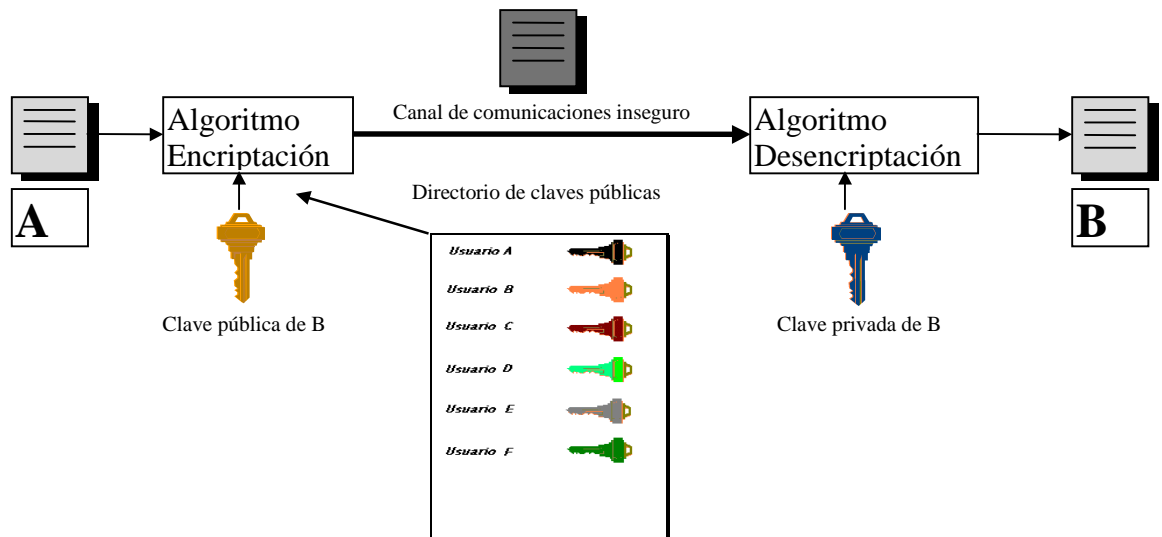 Canal de comunicaciones inseguro
Algoritmo
Encriptación
Algoritmo
Desencriptación
A
B
Directorio de claves públicas
Usuario A
Usuario B
Usuario C
Usuario D
Usuario E
Usuario F
Clave pública de B
Clave privada de B